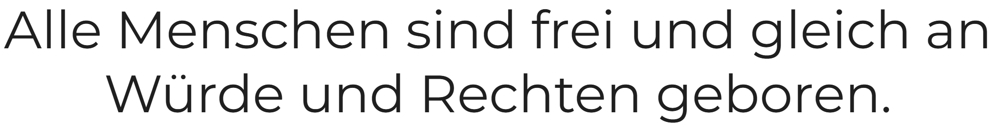 Alle Menschen sind frei und gleich an
Würde und Rechten geboren.